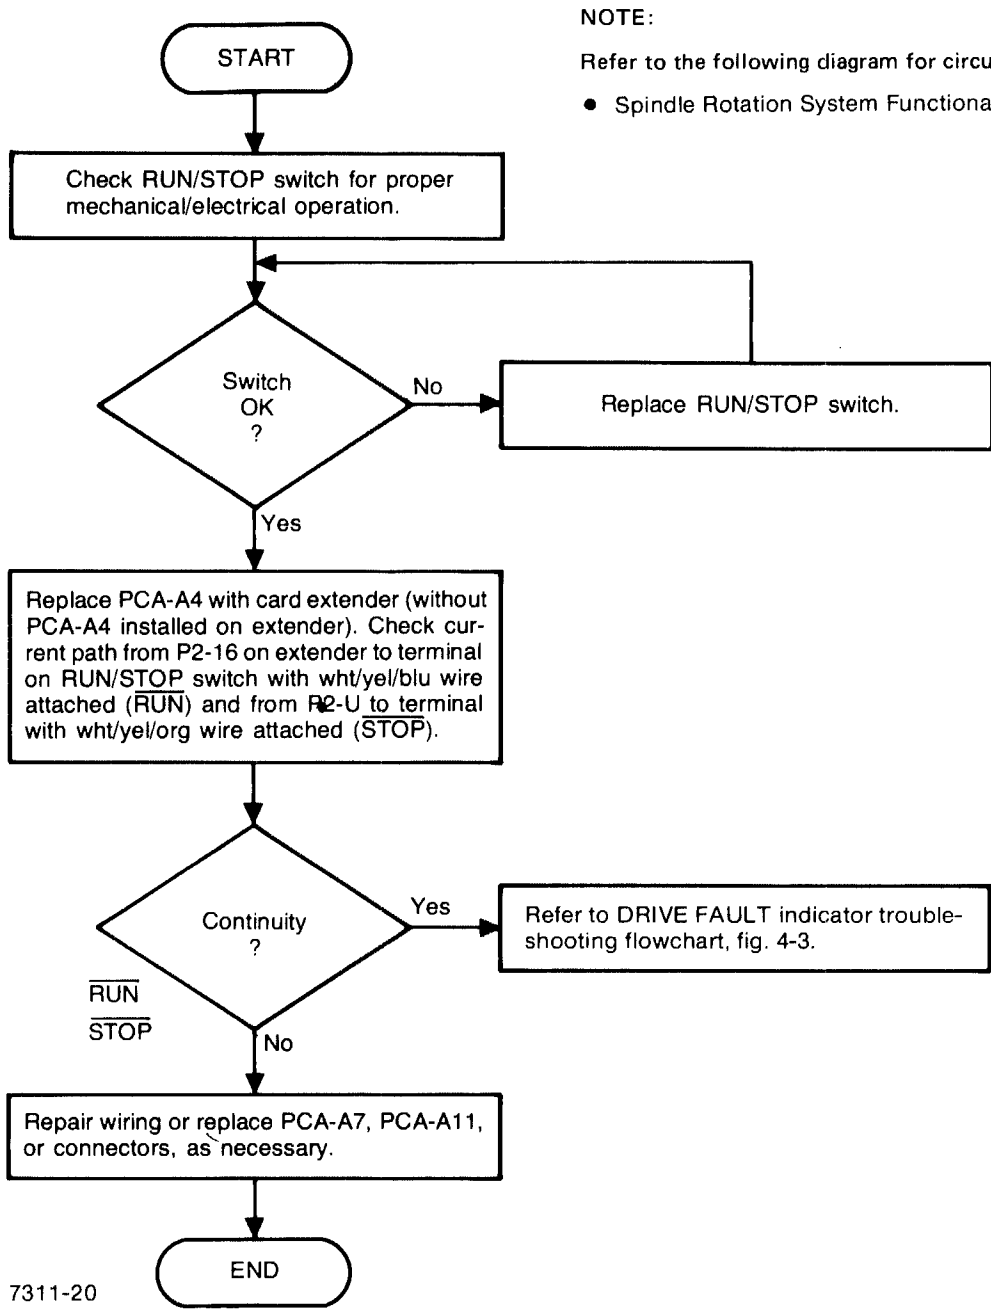 START
NOTE:
Refer to the following diagram for circu
● Spindle Rotation System Functiona
Check RUN/STOP switch for proper
mechanical/electrical operation.
Switch
OK
?
No
Replace RUN/STOP switch.
Yes
Replace PCA-A4 with card extender (without
PCA-A4 installed on extender). Check cur-
rent path from P2-16 on extender to terminal
on RUN/STOP switch with wht/yel/blu wire
attached (R̅U̅N̅) and from P2-U to terminal
with wht/yel/org wire attached (S̅T̅O̅P̅).
Continuity
?
Yes
Refer to DRIVE FAULT indicator trouble-
shooting flowchart, fig. 4-3.
R̅U̅N̅
S̅T̅O̅P̅
No
Repair wiring or replace PCA-A7, PCA-A11,
or connectors, as necessary.
END
7311-20